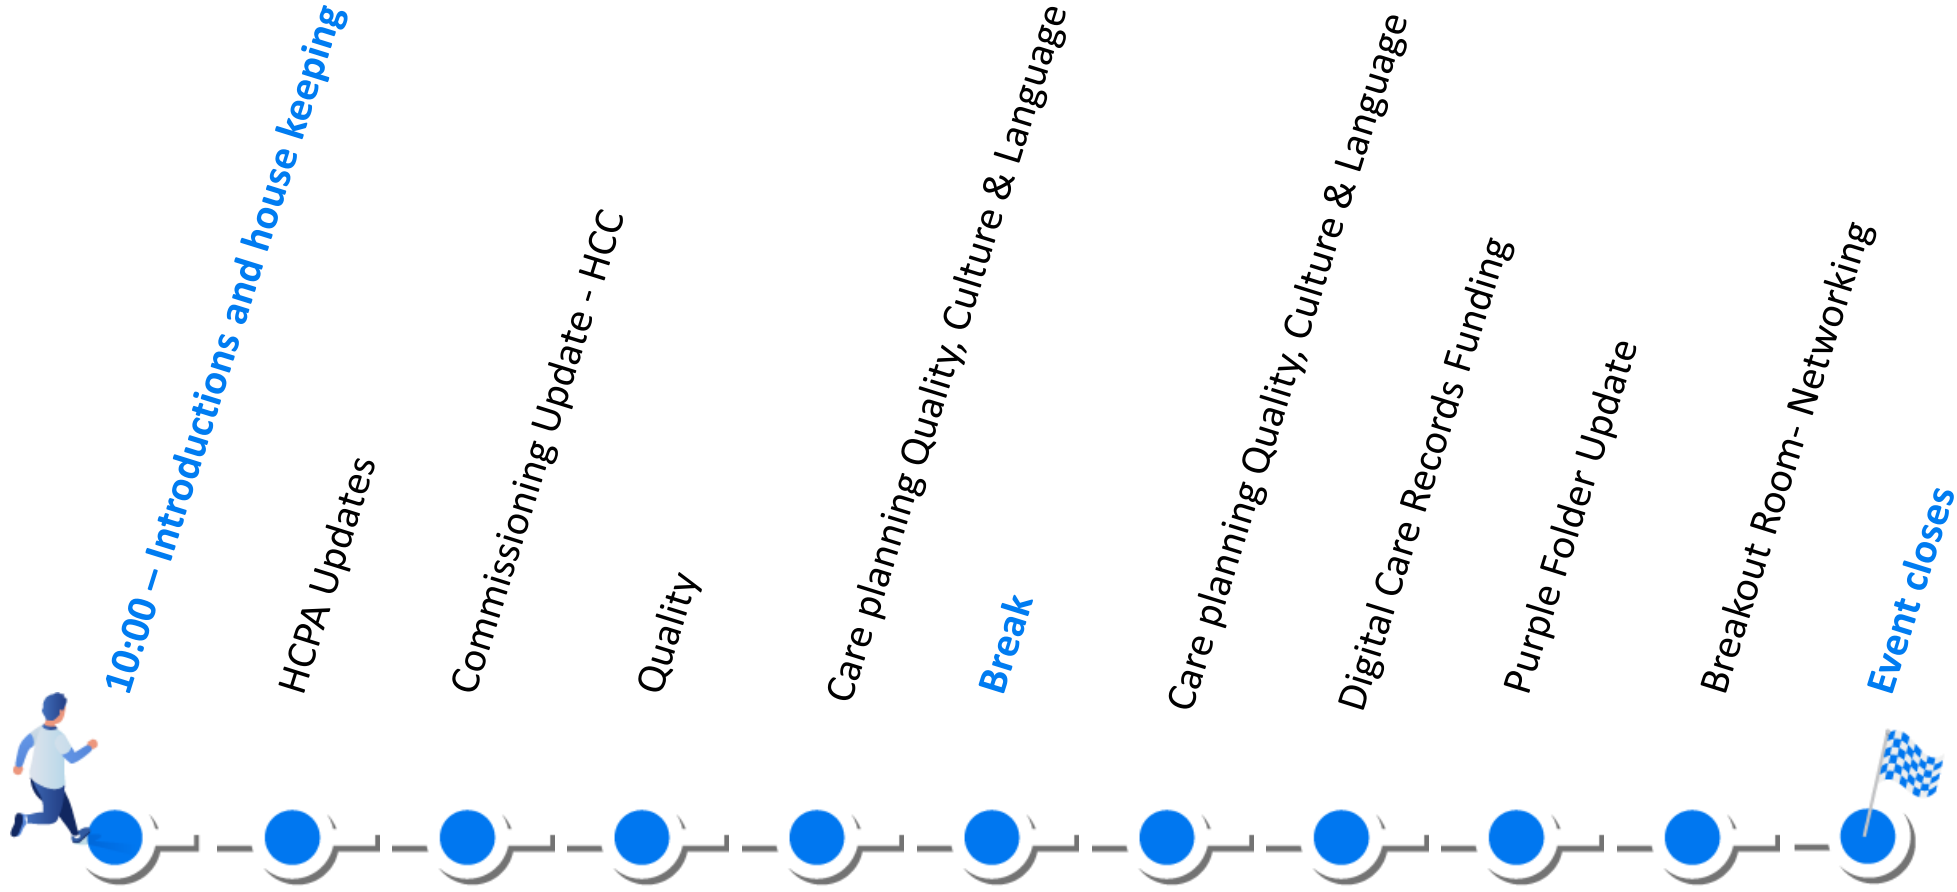 10:00 – Introductions and house keeping
HCPA Updates
Commissioning Update - HCC
Quality
Care planning Quality, Culture & Language
Break
Care planning Quality, Culture & Language
Digital Care Records Funding
Purple Folder Update
Breakout Room- Networking
Event closes